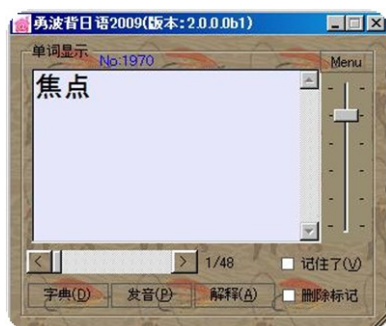 勇波背日语2009(版本:2.0.0.0b1)
单词显示
No:1970
Menu
焦点
1/48
记住了(V)
字典(D)
发音(P)
解释(A)
删除标记